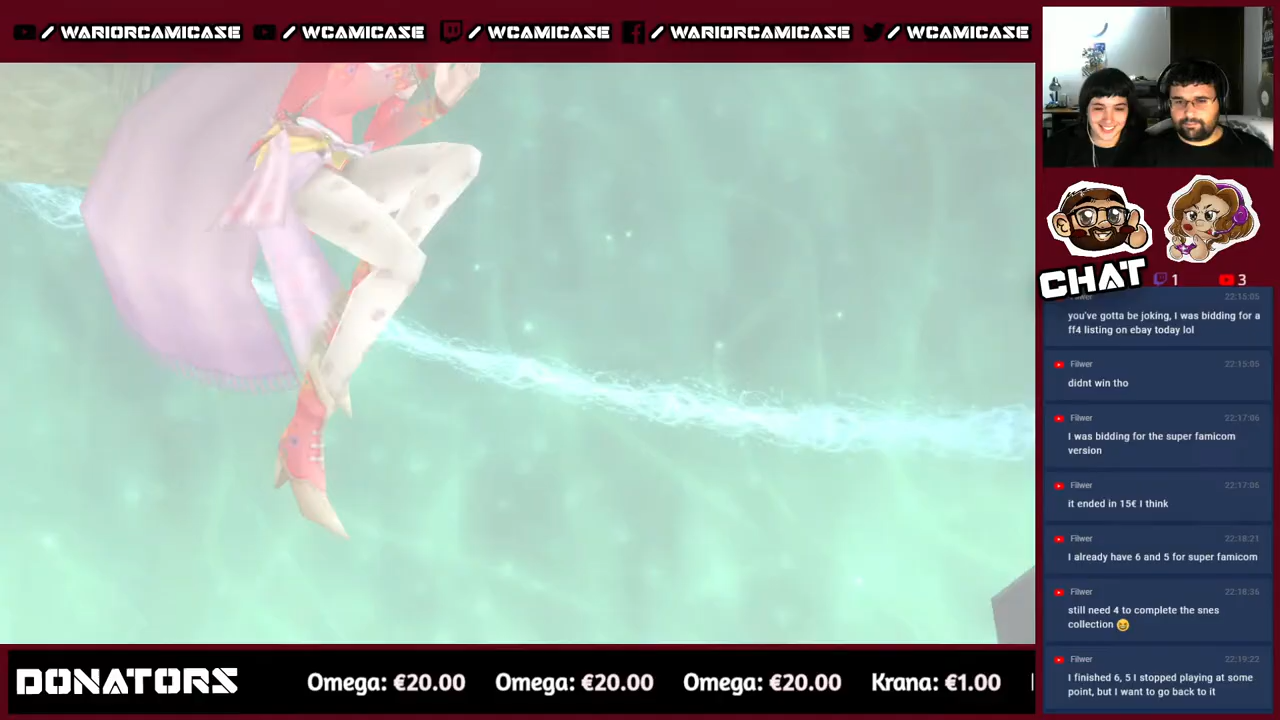 / WARIORCAMICASE / WCAMICASE / WCAMICASE / WARIORCAMICASE / WCAMICASE
CHAT
1 3
22:15:05
you've gotta be joking, I was bidding for a
ff4 listing on ebay today lol
Filwer 22:15:05
didnt win tho
Filwer 22:17:06
I was bidding for the super famicom
version
Filwer 22:17:06
it ended in 15€ I think
Filwer 22:18:21
I already have 6 and 5 for super famicom
Filwer 22:18:36
still need 4 to complete the snes
collection 😆
Filwer 22:19:22
I finished 6, 5 I stopped playing at some
point, but I want to go back to it
DONATORS Omega: €20.00 Omega: €20.00 Omega: €20.00 Krana: €1.00